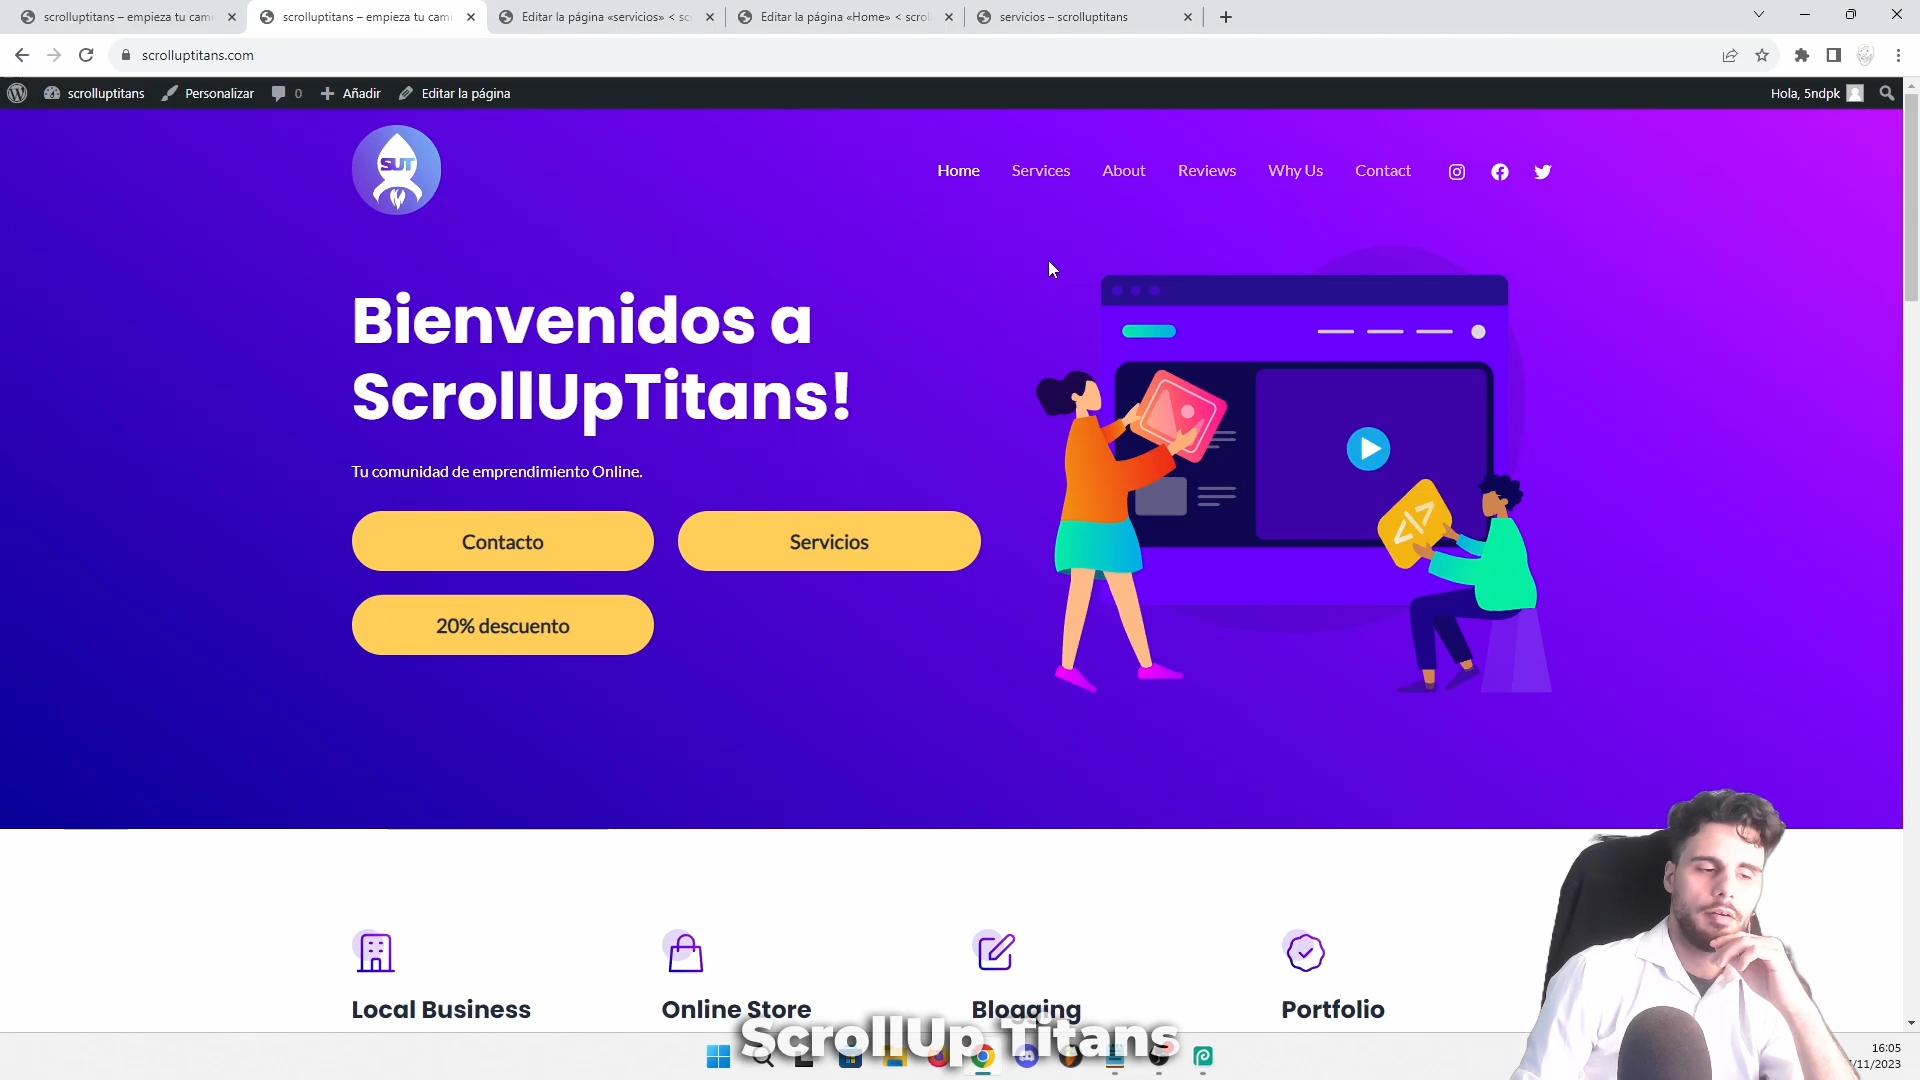 scrolluptitans – empieza tu cami
scrolluptitans – empieza tu cami
Editar la página «servicios» < sc
Editar la página «Home» < scroll
servicios – scrolluptitans
scrolluptitans.com
scrolluptitans
Personalizar
0
Añadir
Editar la página
Hola, 5ndpk
SUT
Home
Services
About
Reviews
Why Us
Contact
Bienvenidos a
ScrollUpTitans!
Tu comunidad de emprendimiento Online.
Contacto
Servicios
20% descuento
</>
Local Business
Online Store
Blogging
Portfolio
ScrollUp Titans
16:05
/11/2023